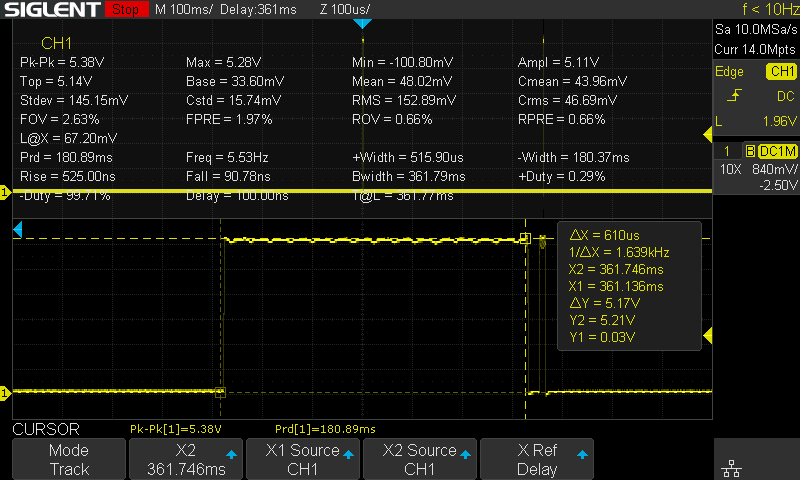 SIGLENT Stop M 100ms/ Delay:361ms Z 100us/ f < 10Hz
Sa 10.0MSa/s
Curr 14.0Mpts
Edge CH1
DC
L 1.96V
1 B DC1M
10X 840mV/
-2.50V
CH1
Pk-Pk = 5.38V Max = 5.28V Min = -100.80mV Ampl = 5.11V
Top = 5.14V Base = 33.60mV Mean = 48.02mV Cmean = 43.96mV
Stdev = 145.15mV Cstd = 15.74mV RMS = 152.89mV Crms = 46.69mV
FOV = 2.63% FPRE = 1.97% ROV = 0.66% RPRE = 0.66%
L@X = 67.20mV
Prd = 180.89ms Freq = 5.53Hz +Width = 515.90us -Width = 180.37ms
Rise = 525.00ns Fall = 90.78ns Bwidth = 361.79ms +Duty = 0.29%
-Duty = 99.71% Delay = 100.00ns T@L = 361.77ms
1
ΔX = 610us
1/ΔX = 1.639kHz
X2 = 361.746ms
X1 = 361.136ms
ΔY = 5.17V
Y2 = 5.21V
Y1 = 0.03V
1
CURSOR Pk-Pk[1]=5.38V Prd[1]=180.89ms
Mode X2 X1 Source X2 Source X Ref
Track 361.746ms CH1 CH1 Delay